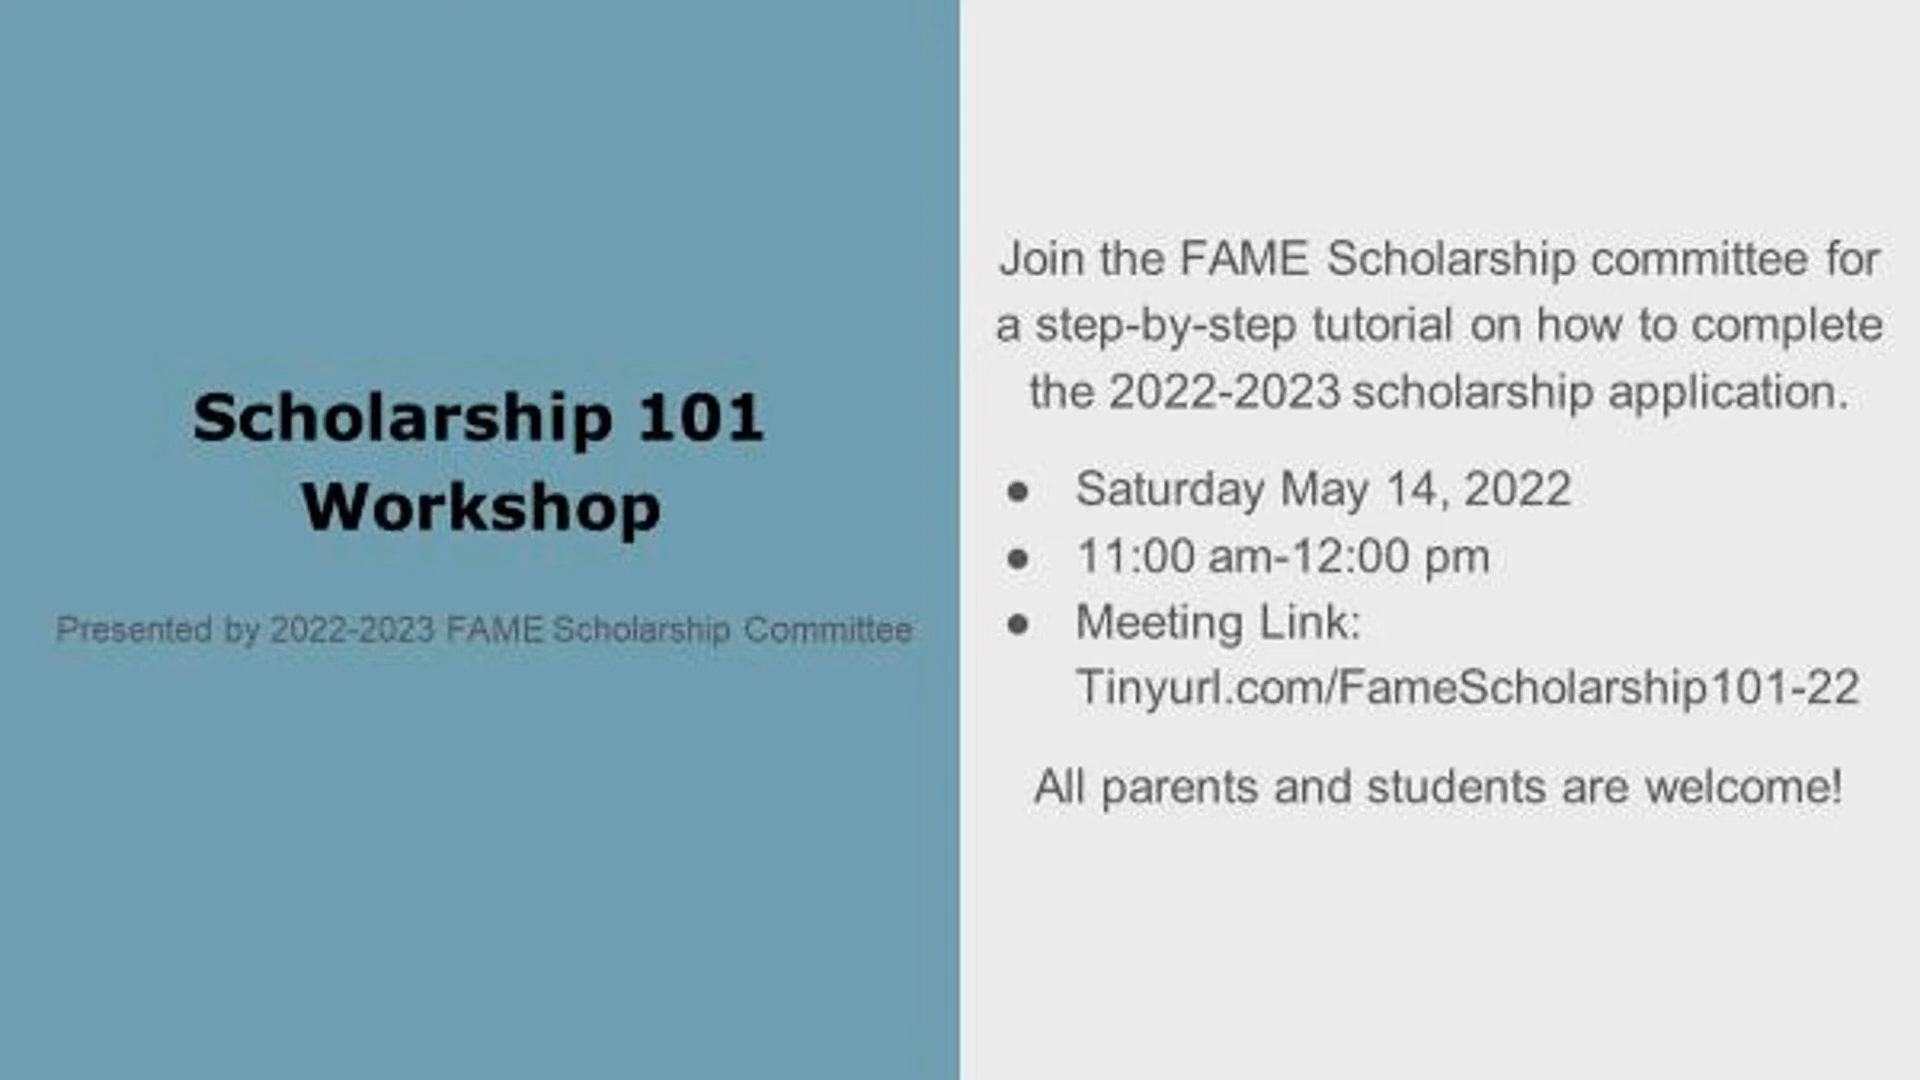 Scholarship 101
Workshop
Presented by 2022-2023 FAME Scholarship Committee
Join the FAME Scholarship committee for
a step-by-step tutorial on how to complete
the 2022-2023 scholarship application.
● Saturday May 14, 2022
● 11:00 am-12:00 pm
● Meeting Link:
Tinyurl.com/FameScholarship101-22
All parents and students are welcome!